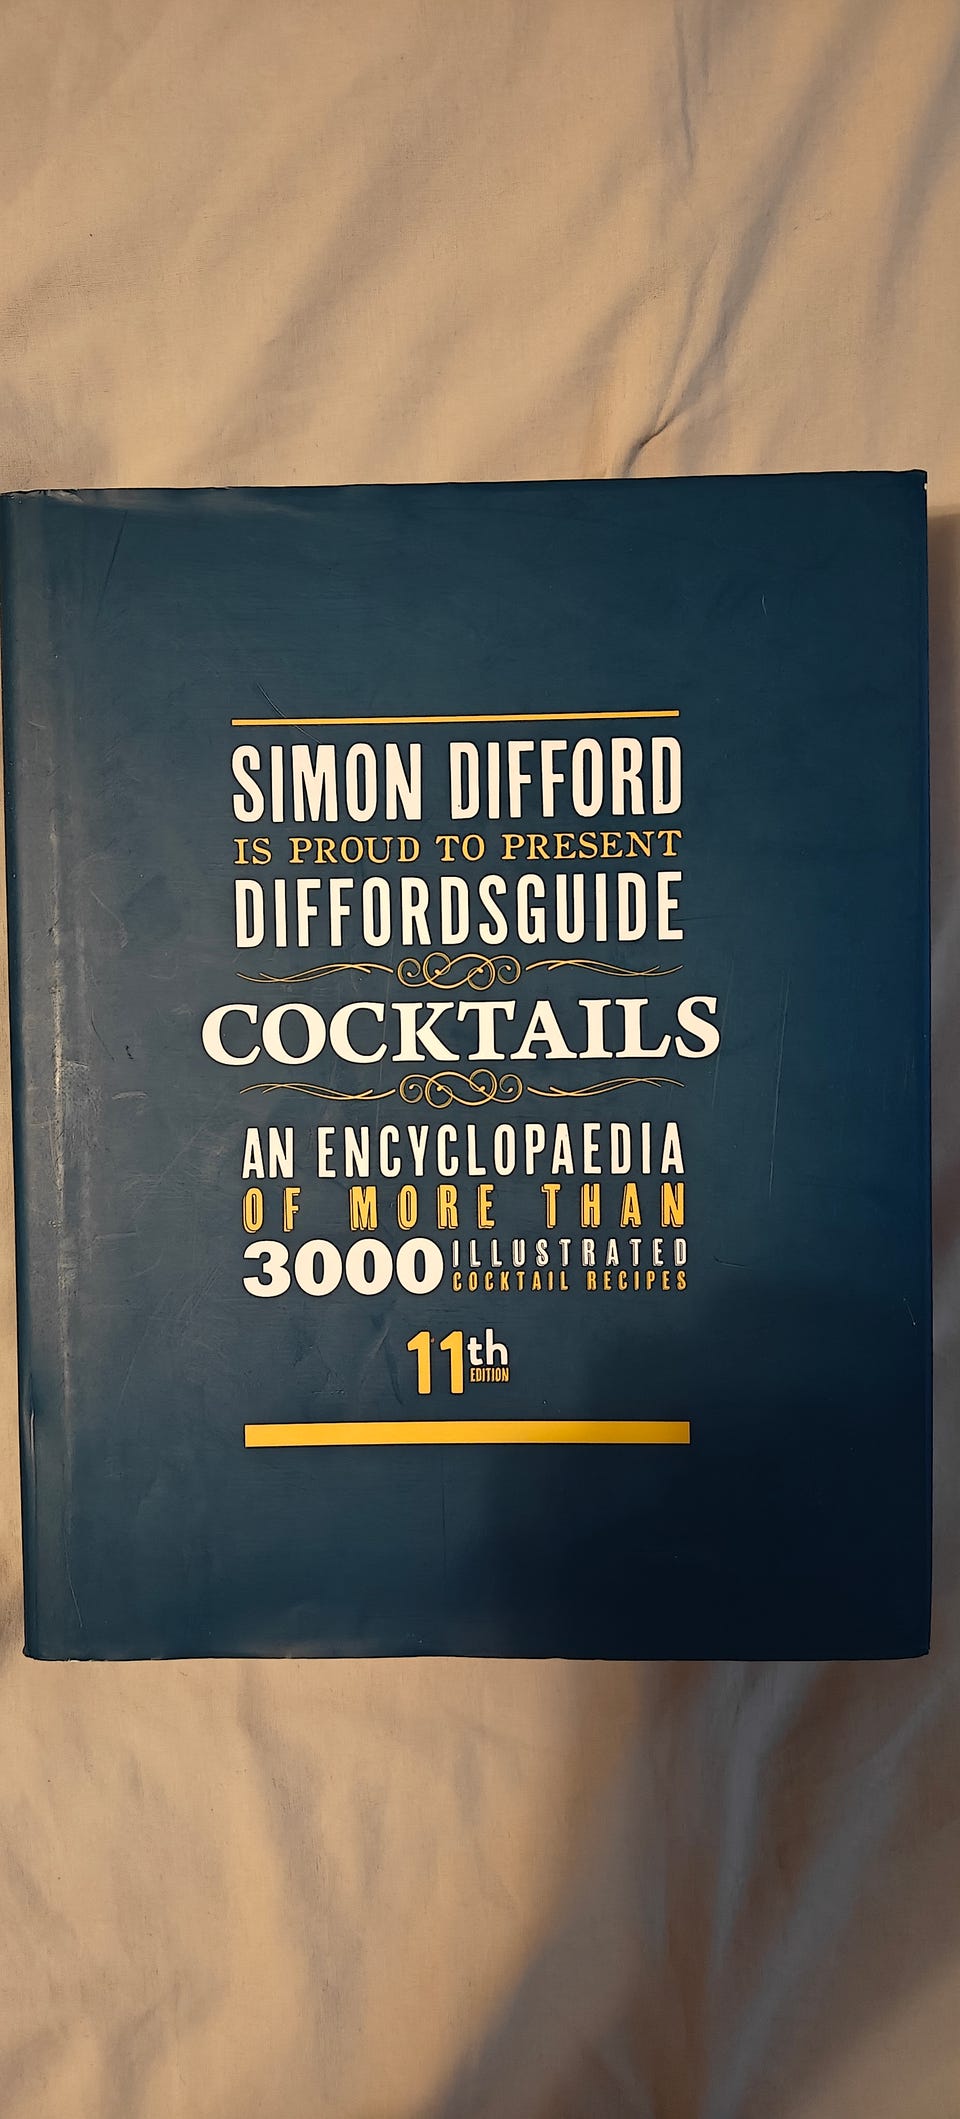 SIMON DIFFORD
IS PROUD TO PRESENT
DIFFORDSGUIDE
COCKTAILS
AN ENCYCLOPAEDIA
OF MORE THAN
3000 ILLUSTRATED
COCKTAIL RECIPES
11th
EDITION